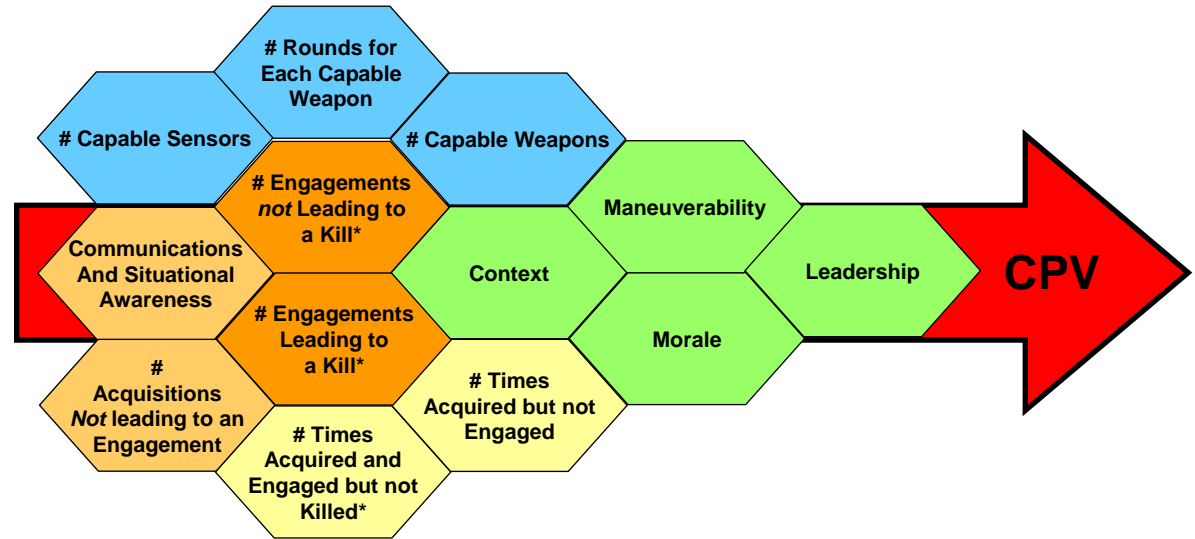 # Rounds for
Each Capable
Weapon
# Capable Sensors
# Capable Weapons
# Engagements
not Leading to
a Kill*
Maneuverability
Communications
And Situational
Awareness
Context
Leadership
CPV
# Engagements
Leading to
a Kill*
Morale
#
Acquisitions
Not leading to an
Engagement
# Times
Acquired but not
Engaged
# Times
Acquired and
Engaged but not
Killed*